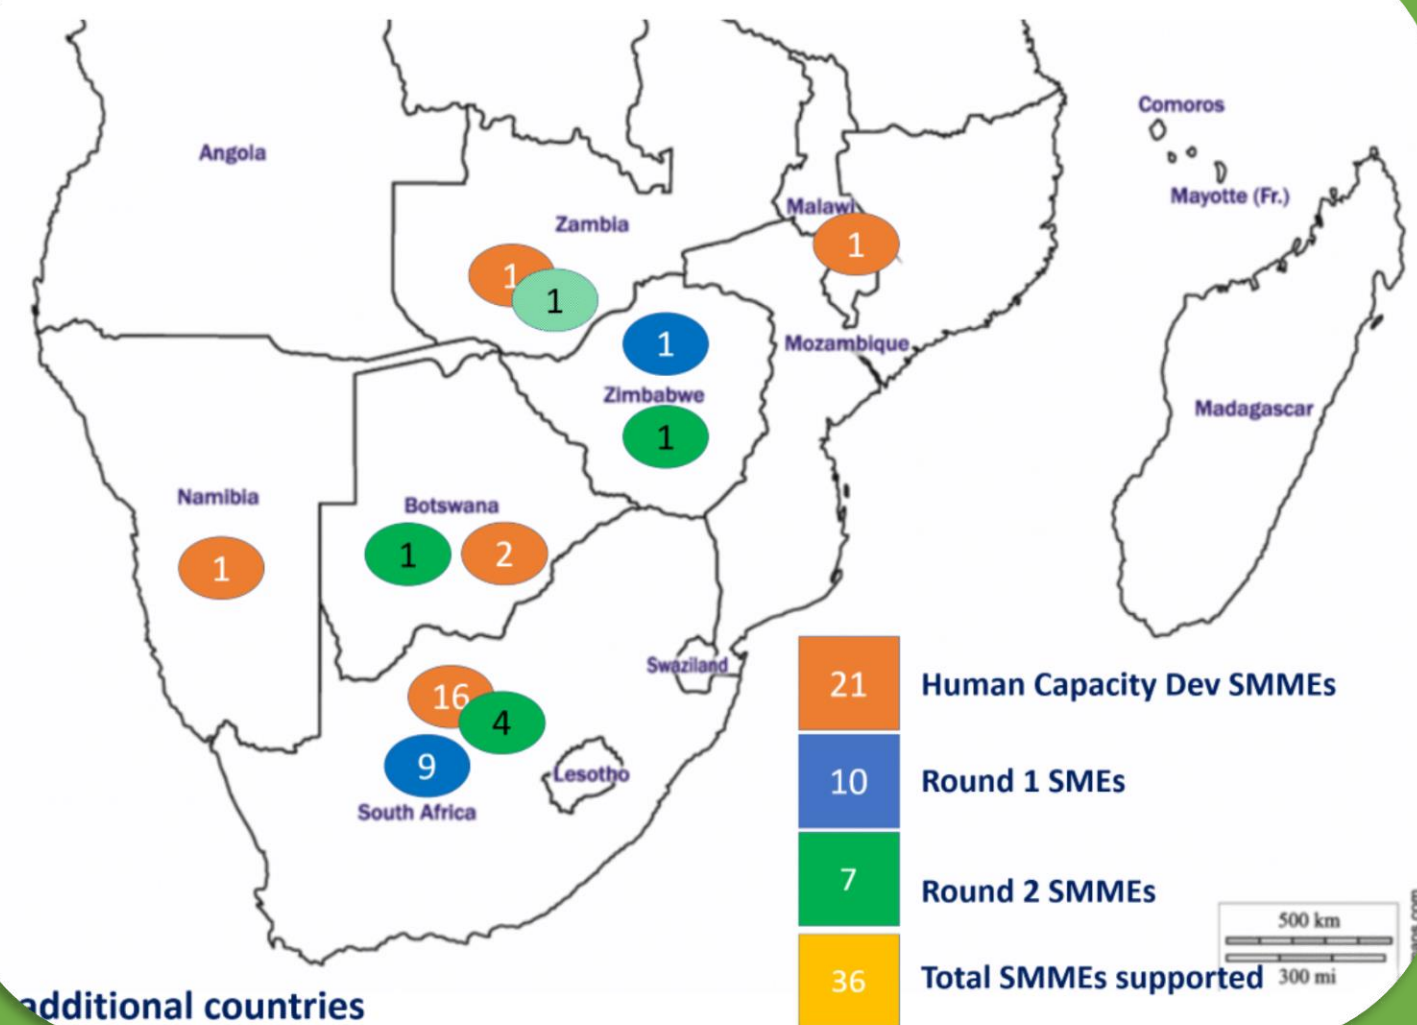 Comoros
Angola
Mayotte (Fr.)
Malawi
Zambia
1
1
1
1
Mozambique
Zimbabwe
Madagascar
1
Namibia
Botswana
1
2
1
Swaziland
16
4
21 Human Capacity Dev SMMEs
9
Lesotho
10 Round 1 SMEs
South Africa
7 Round 2 SMMEs
500 km
36 Total SMMEs supported
300 mi
additional countries